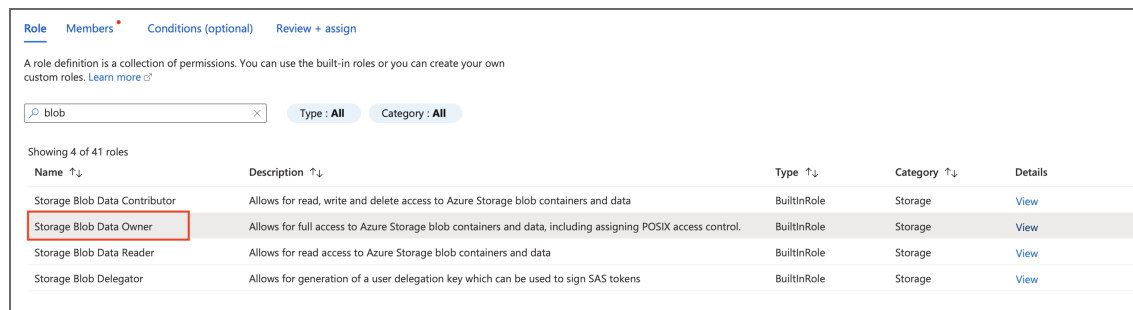 Role Members Conditions (optional) Review + assign
A role definition is a collection of permissions. You can use the built-in roles or you can create your own
custom roles. Learn more
blob Type : All Category : All
Showing 4 of 41 roles
Name ↑↓ Description ↑↓ Type ↑↓ Category ↑↓ Details
Storage Blob Data Contributor Allows for read, write and delete access to Azure Storage blob containers and data BuiltInRole Storage View
Storage Blob Data Owner Allows for full access to Azure Storage blob containers and data, including assigning POSIX access control. BuiltInRole Storage View
Storage Blob Data Reader Allows for read access to Azure Storage blob containers and data BuiltInRole Storage View
Storage Blob Delegator Allows for generation of a user delegation key which can be used to sign SAS tokens BuiltInRole Storage View